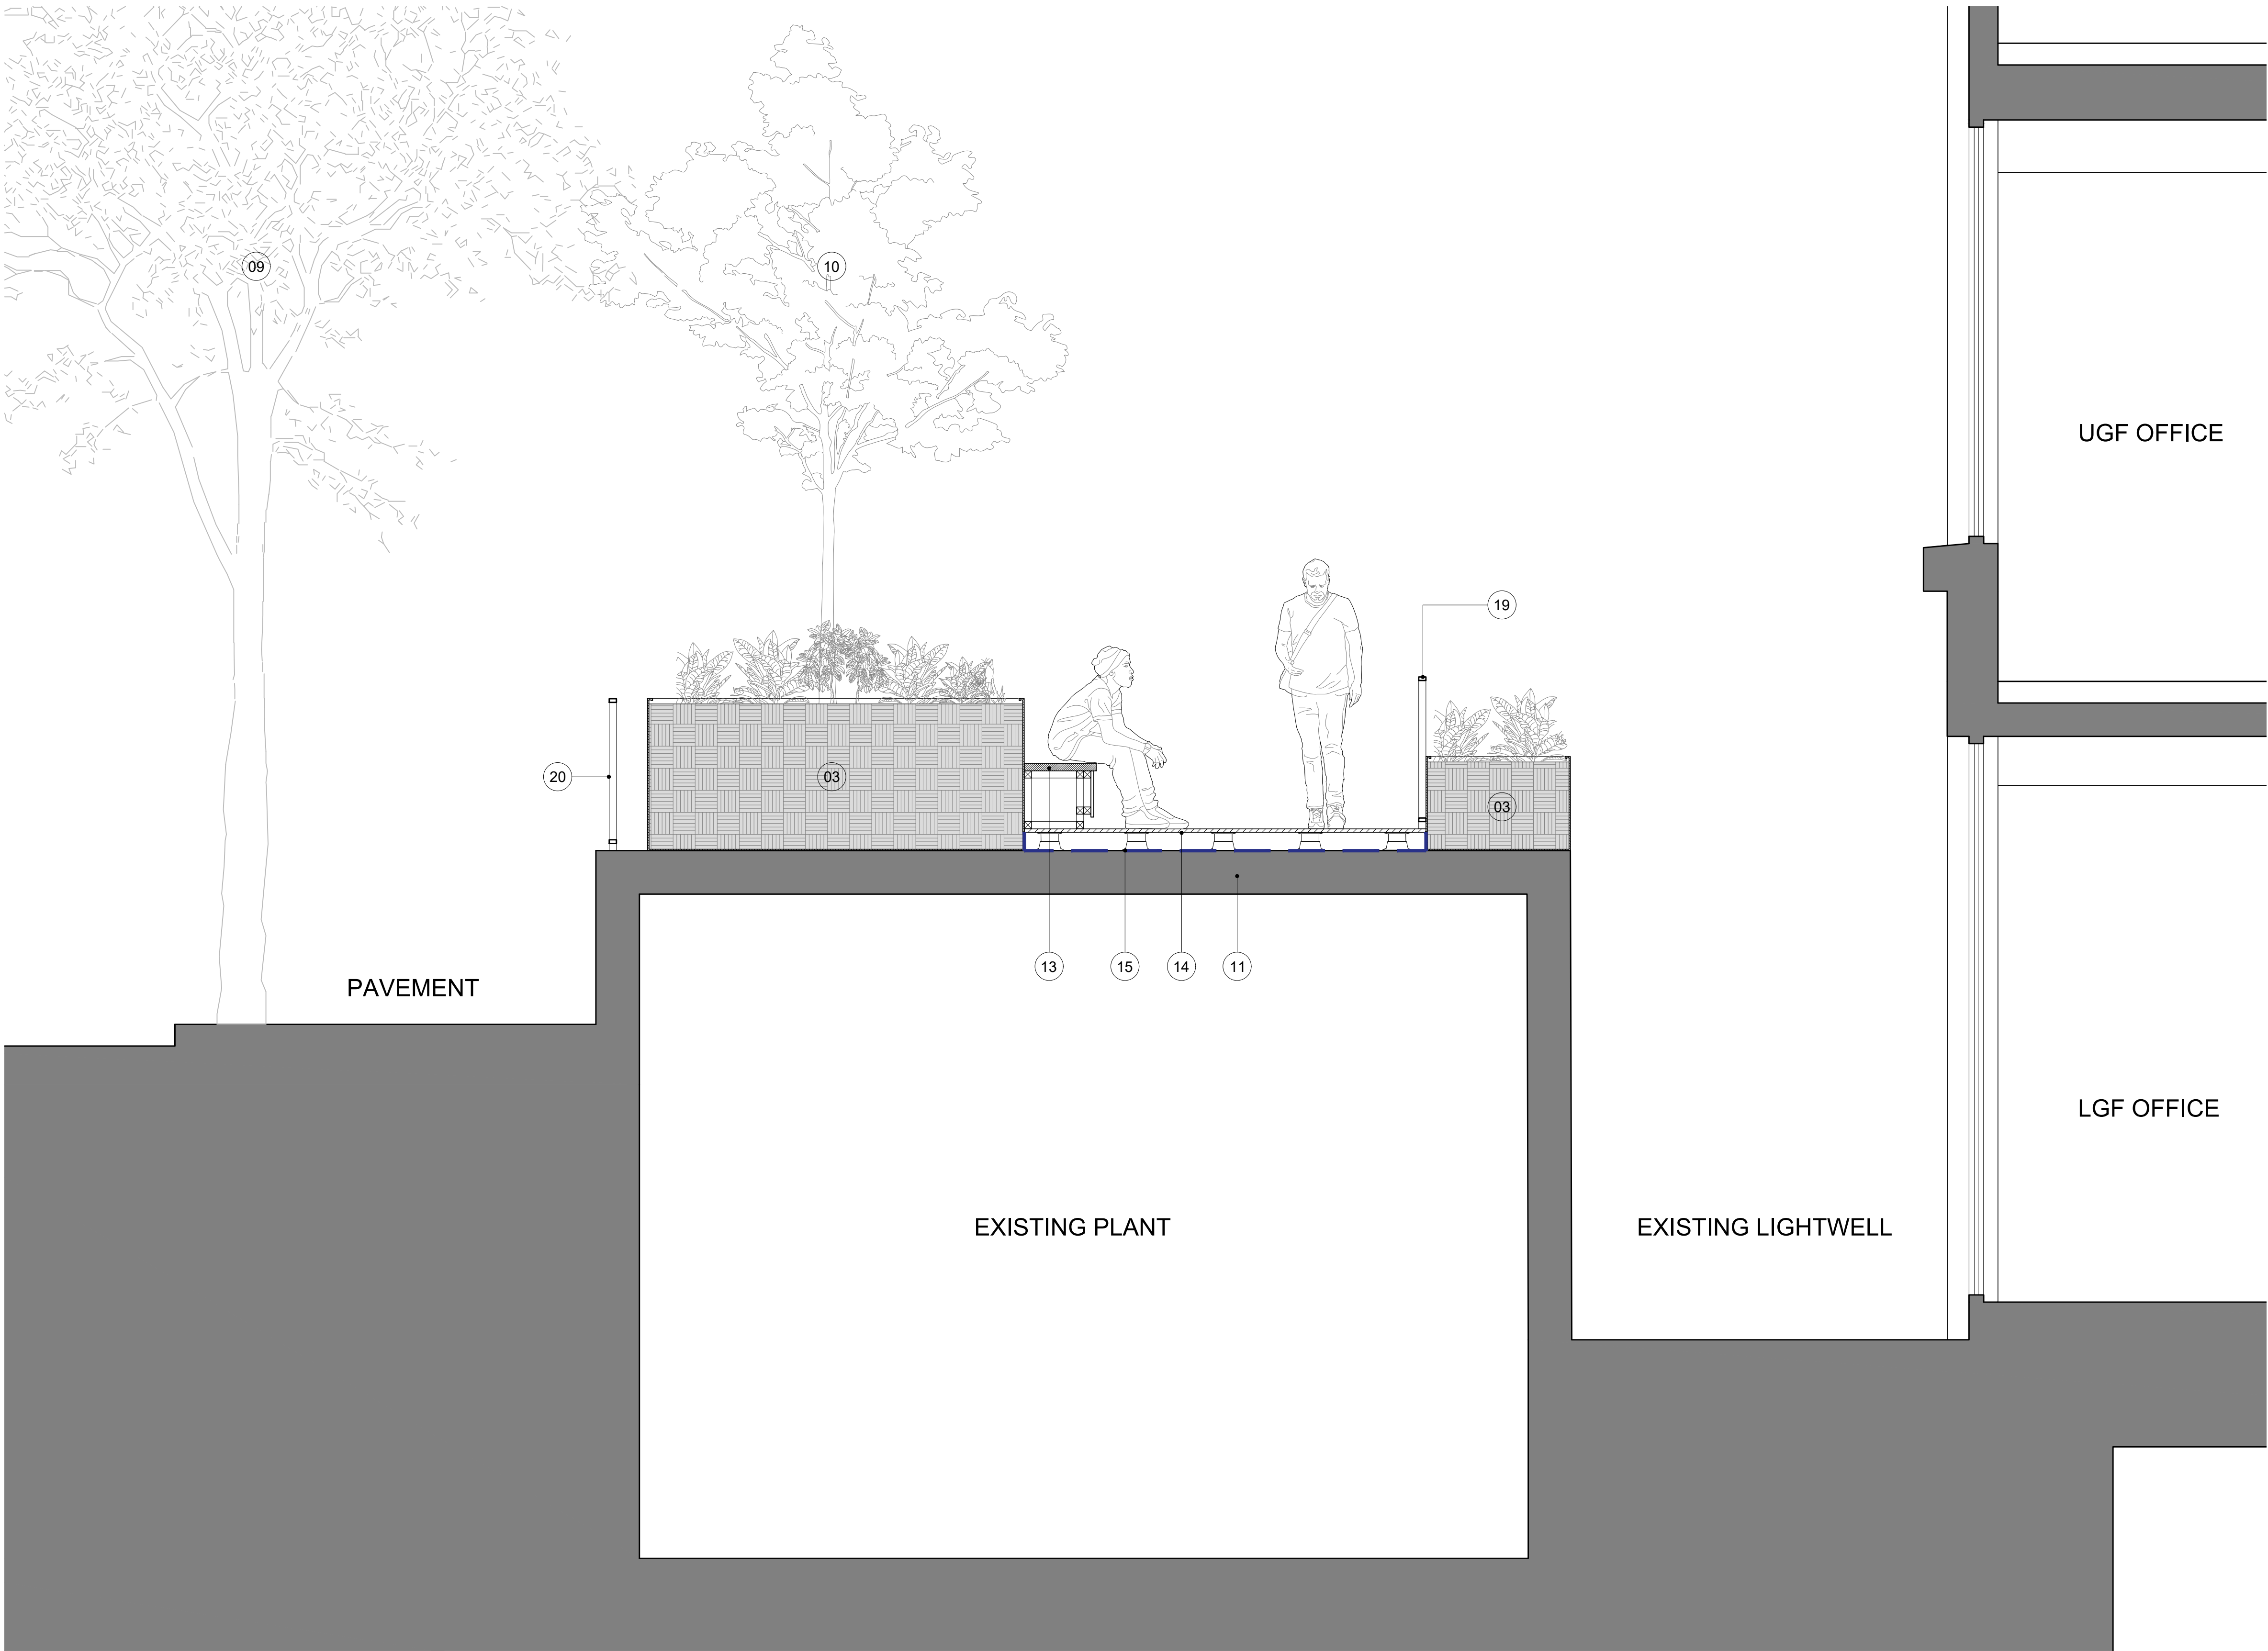 09
10
UGF OFFICE
19
20
03
03
13
15
14
11
PAVEMENT
LGF OFFICE
EXISTING PLANT
EXISTING LIGHTWELL